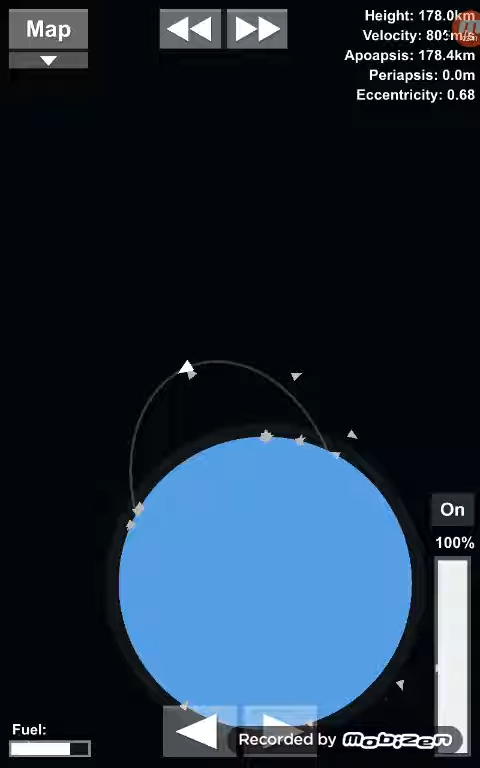 Map
Height: 178.0km
Apoapsis: 178.4km
Periapsis: 0.0m
Eccentricity: 0.68
Velocity:
On
100%
Fuel:
Recorded by mobizen